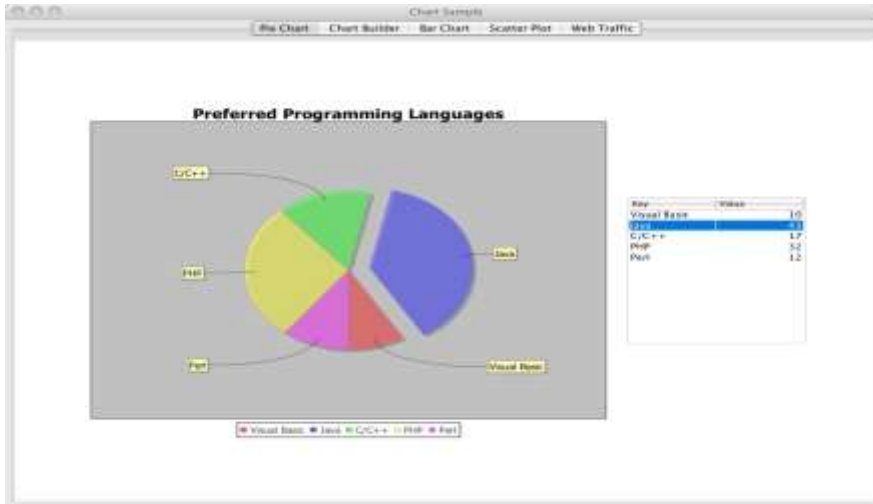 Chart Sample
Pie Chart Chart Builder Bar Chart Scatter Plot Web Traffic
Preferred Programming Languages
C/C++
Java
PHP
Perl
Visual Basic
Key Value
Visual Basic 10
Java
C/C++ 17
PHP 32
Perl 12
Visual Basic Java C/C++ PHP Perl